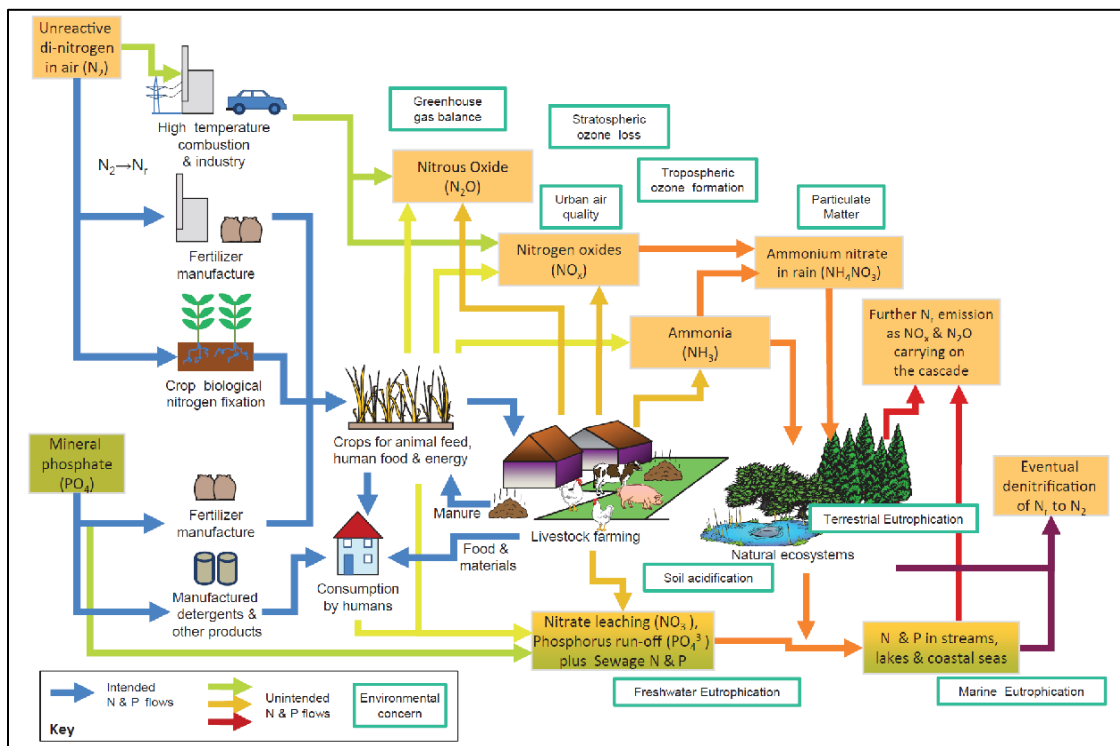 Unreactive
di-nitrogen
in air (N₂)
High temperature
combustion
& industry
N₂→Nᵣ
Fertilizer
manufacture
Crop biological
nitrogen fixation
Mineral
phosphate
(PO₄)
Fertilizer
manufacture
Manufactured
detergents &
other products
Greenhouse
gas balance
Stratospheric
ozone loss
Tropospheric
ozone formation
Nitrous Oxide
(N₂O)
Urban air
quality
Particulate
Matter
Nitrogen oxides
(NOₓ)
Ammonium nitrate
in rain (NH₄NO₃)
Ammonia
(NH₃)
Further Nᵣ emission
as NOₓ & N₂O
carrying on
the cascade
Crops for animal feed,
human food & energy
Manure
Livestock farming
Food &
materials
Consumption
by humans
Natural ecosystems
Terrestrial Eutrophication
Eventual
denitrification
of Nᵣ to N₂
Soil acidification
Nitrate leaching (NO₃),
Phosphorus run-off (PO₄³)
plus Sewage N & P
N & P in streams,
lakes & coastal seas
Freshwater Eutrophication
Marine Eutrophication
Intended
N & P flows
Unintended
N & P flows
Environmental
concern
Key